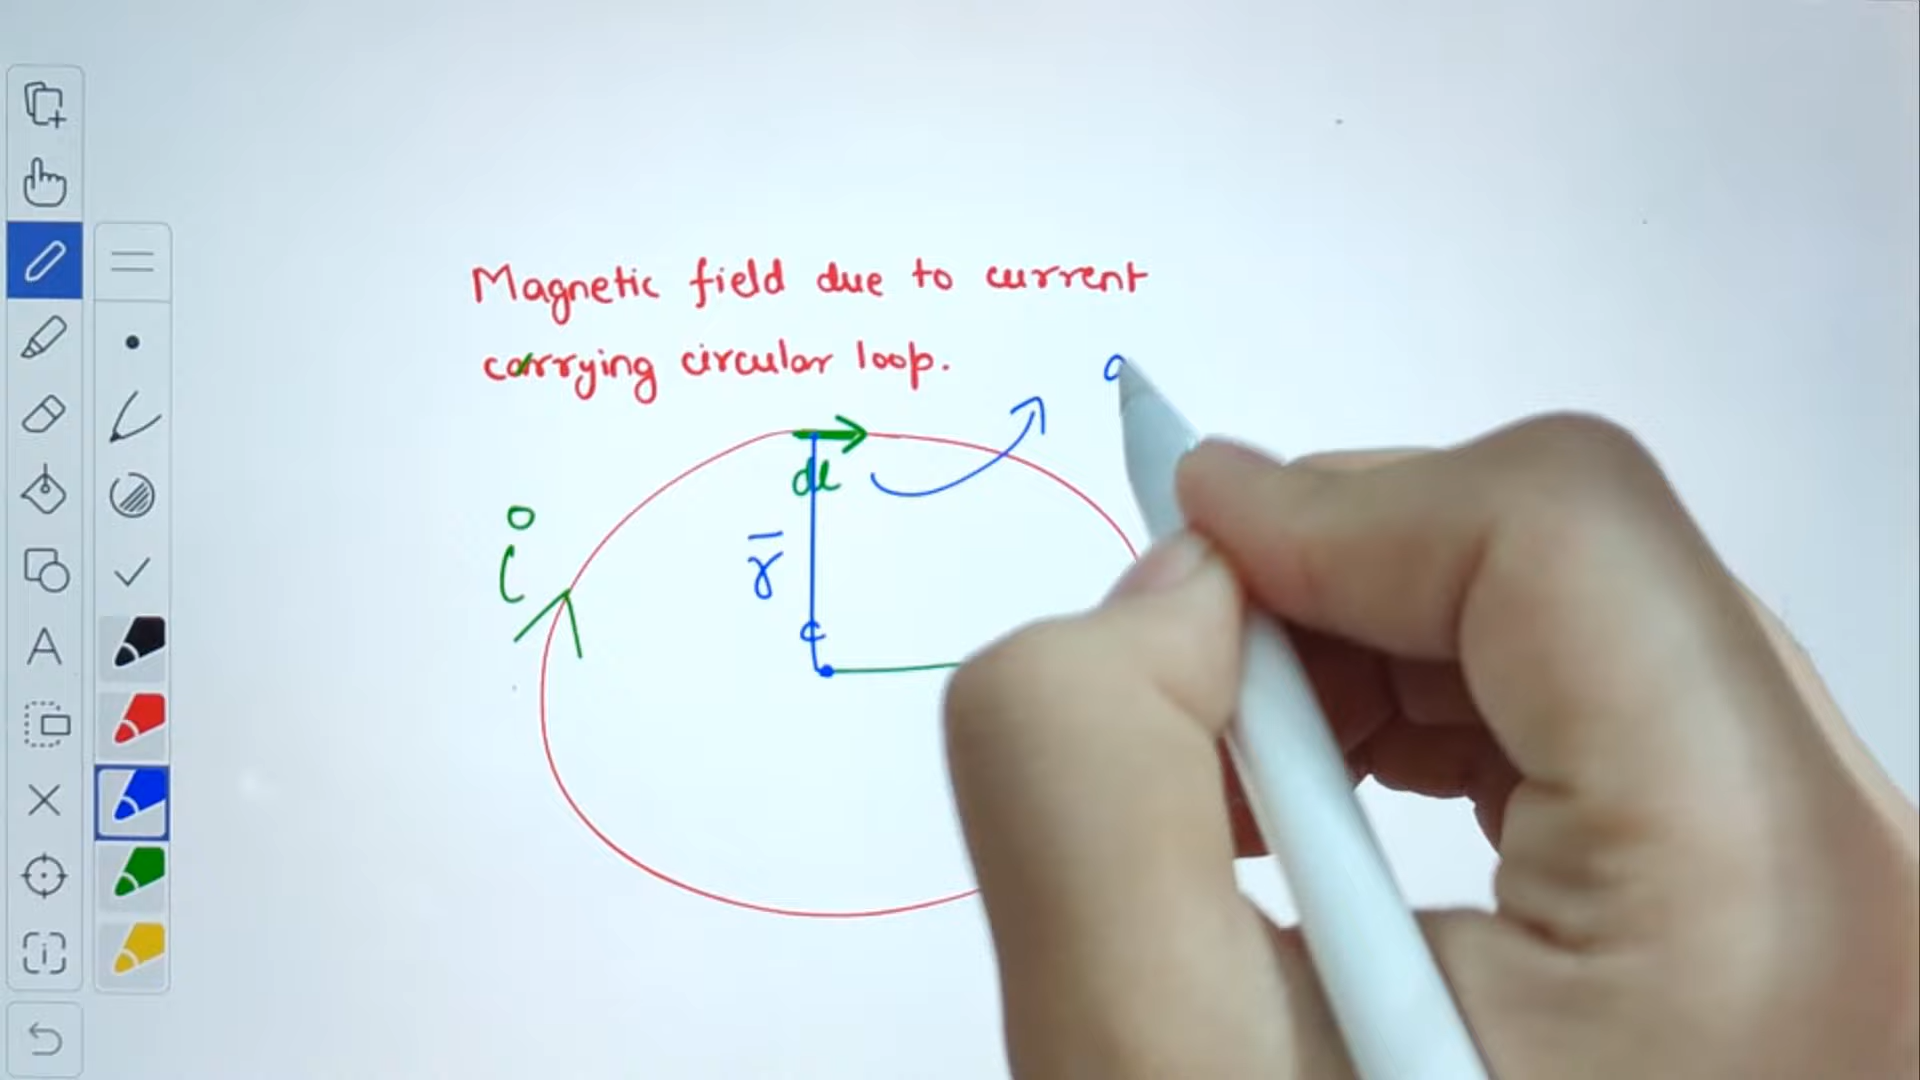 Magnetic field due to current
carrying circular loop.
dl
i
r̄
A